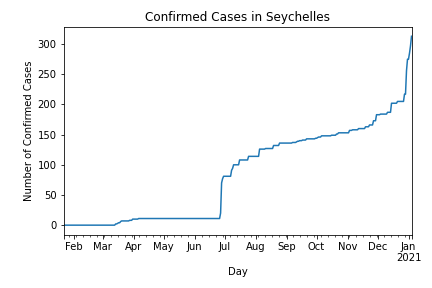 Confirmed Cases in Seychelles
Number of Confirmed Cases
300
250
200
150
100
50
0
Feb Mar Apr May Jun Jul Aug Sep Oct Nov Dec Jan
2021
Day